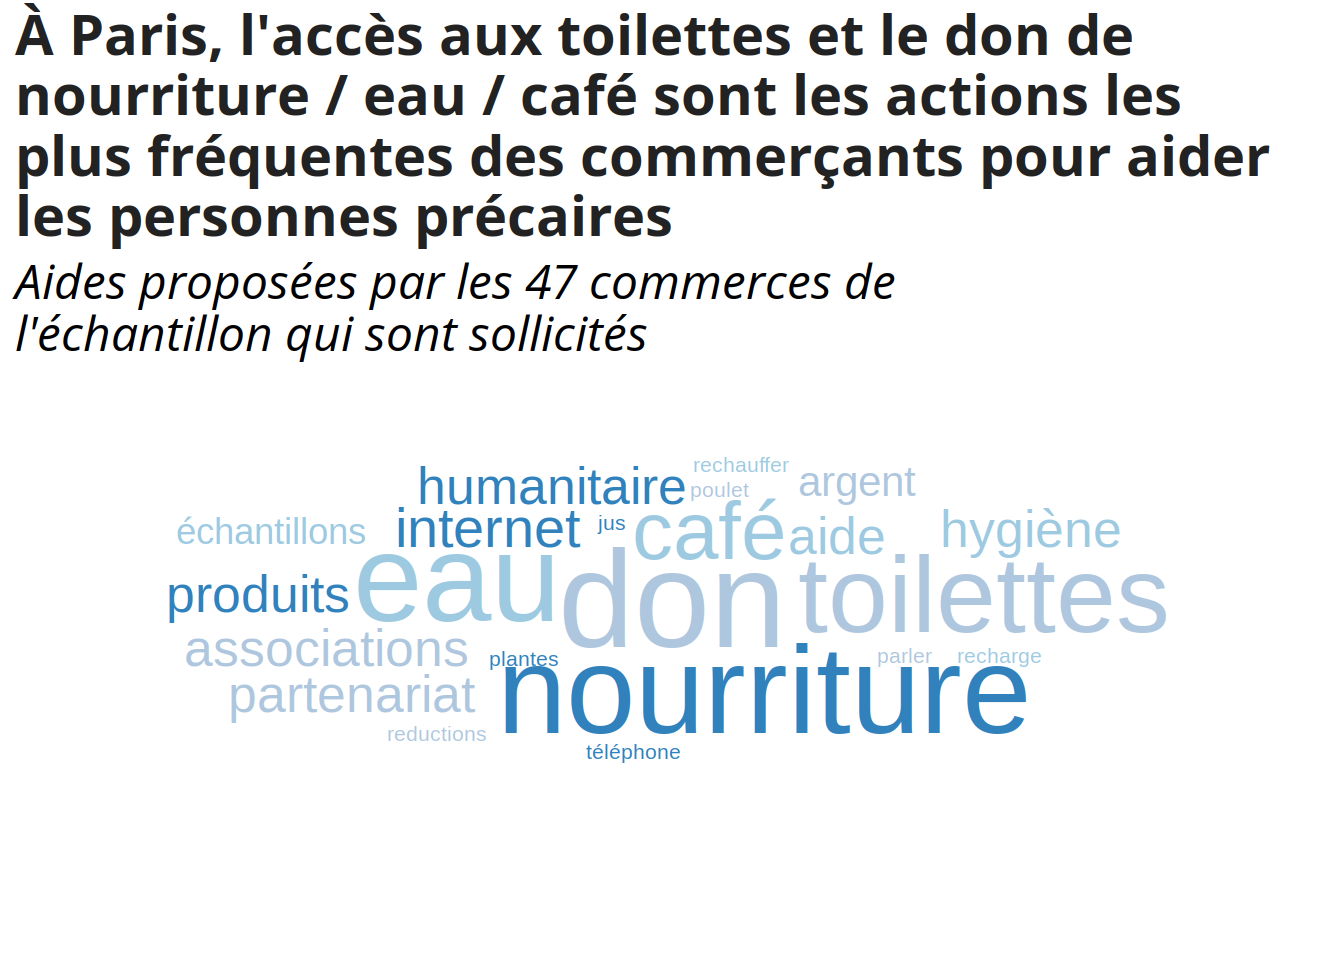 À Paris, l'accès aux toilettes et le don de
nourriture / eau / café sont les actions les
plus fréquentes des commerçants pour aider
les personnes précaires
Aides proposées par les 47 commerces de
l'échantillon qui sont sollicités
rechauffer
humanitaire poulet argent
échantillons internet jus café aide hygiène
produits eau don toilettes
associations plantes parler recharge
partenariat nourriture
reductions
téléphone